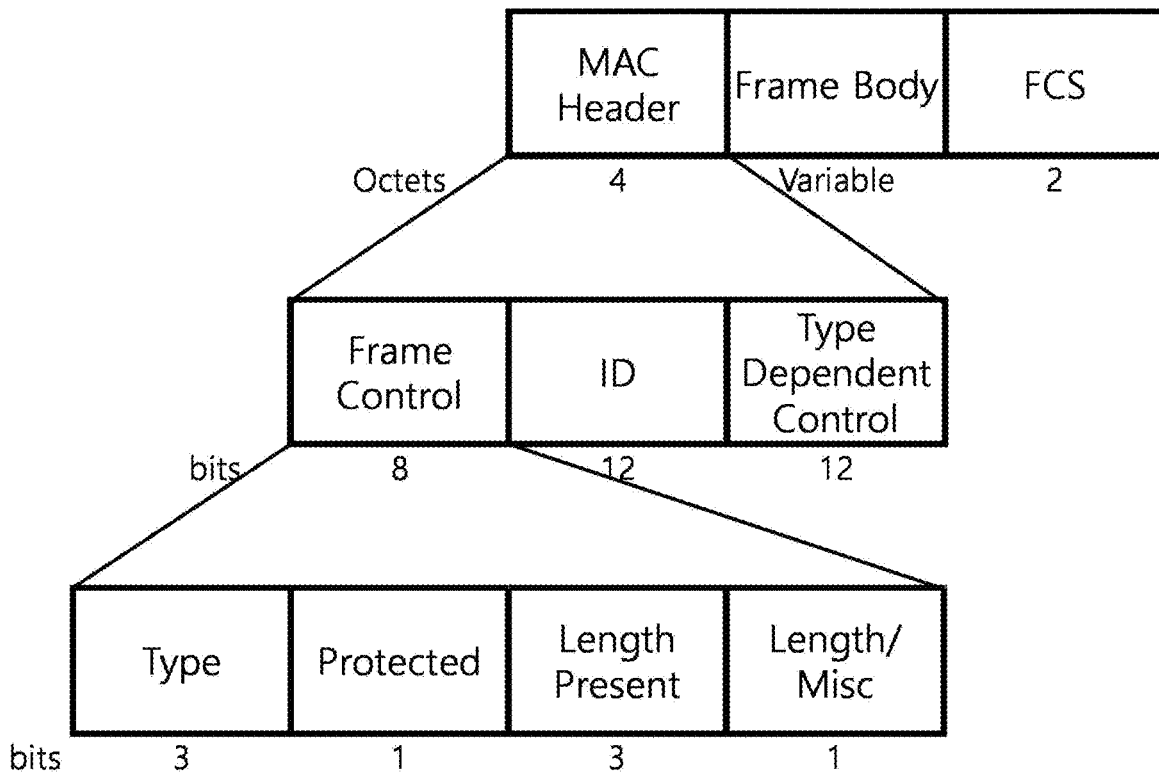 MAC
Header
Frame Body
FCS
Octets
4
Variable
2
Frame
Control
ID
Type
Dependent
Control
bits
8
12
12
Type
Protected
Length
Present
Length/
Misc
bits
3
1
3
1